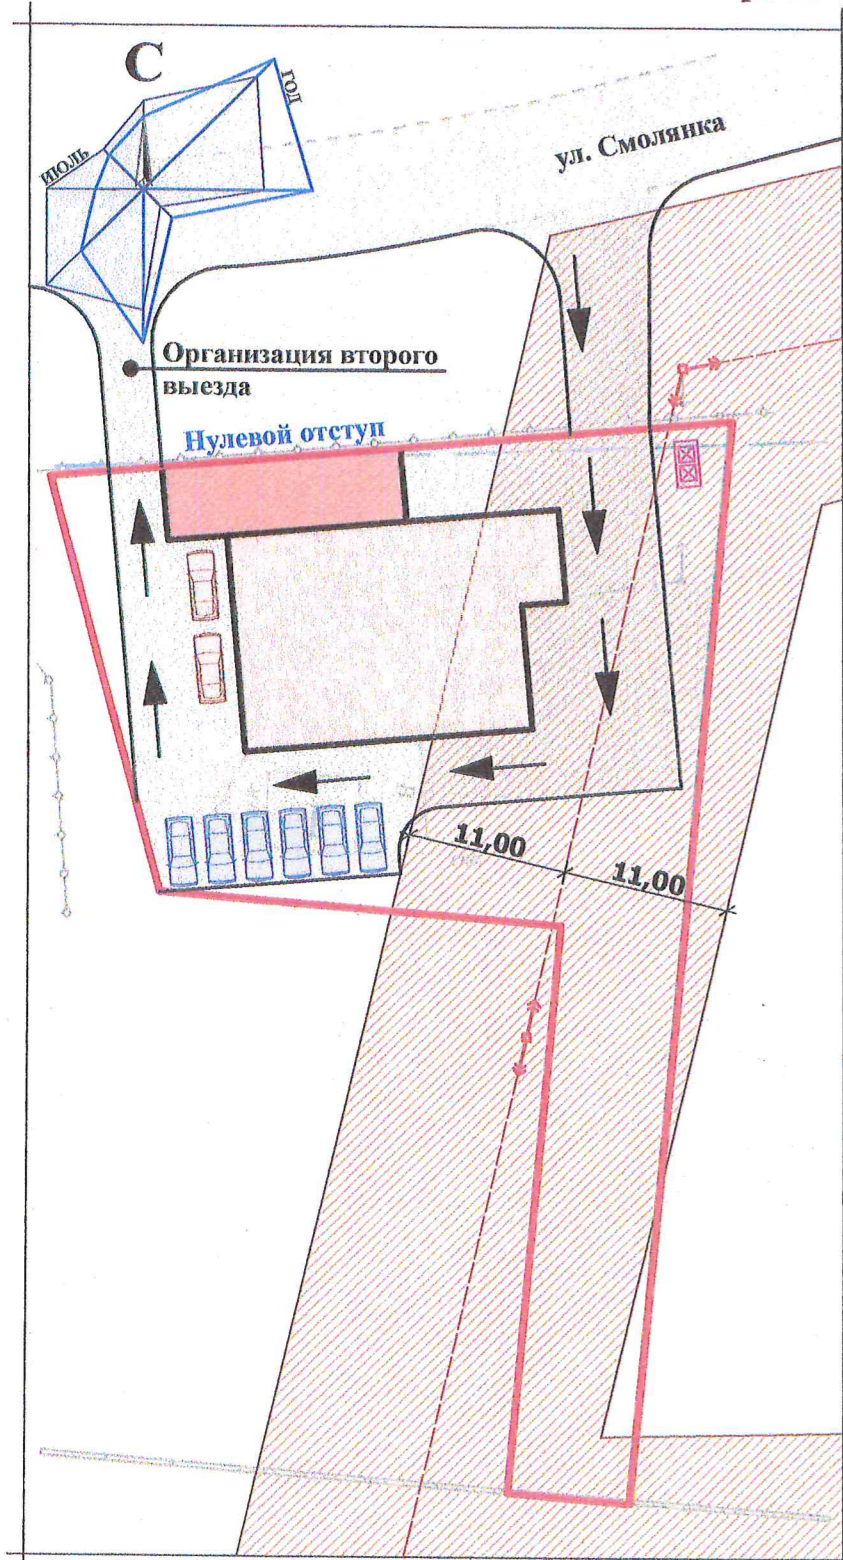 С
ГОД
ИЮЛЬ
ул. Смолянка
Организация второго
выезда
Нулевой отступ
11,00
11,00